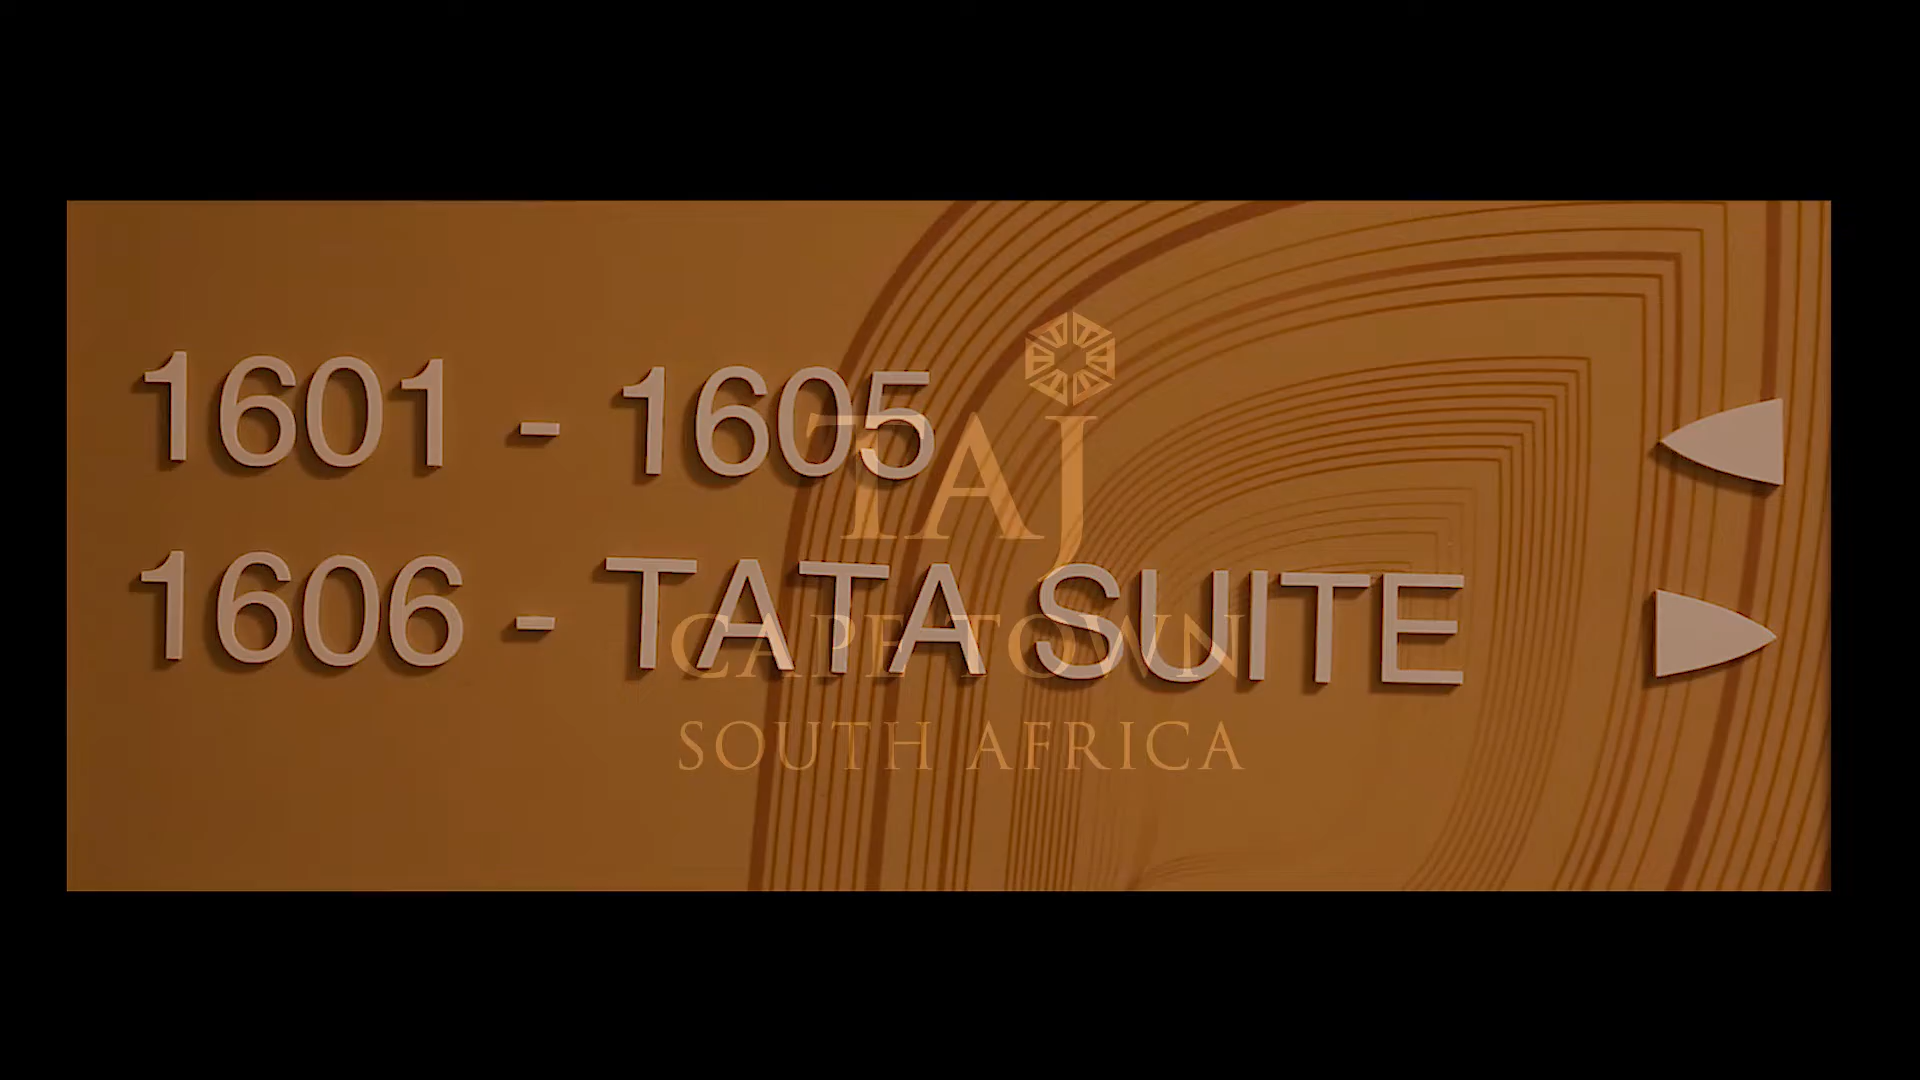 1601 - 1605
1606 - TATA SUITE
TAJ
CAPE TOWN
SOUTH AFRICA